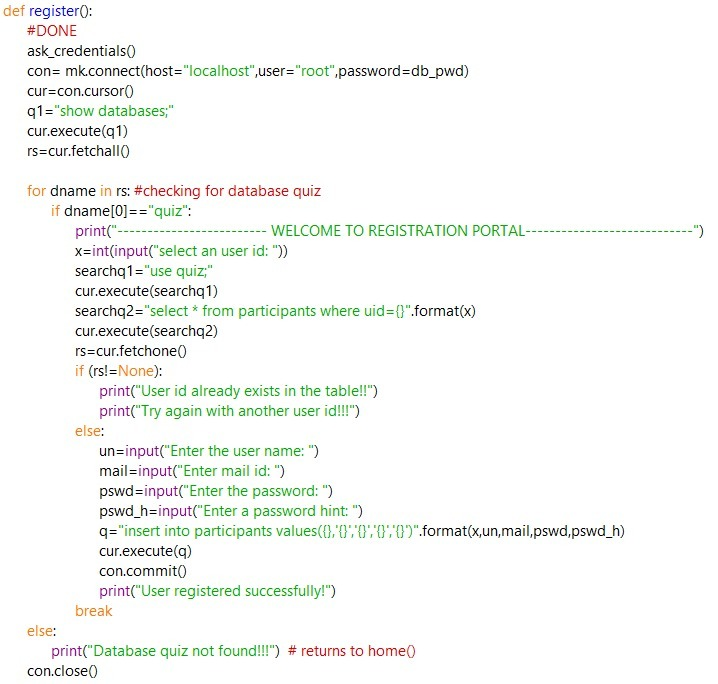 def register():
    #DONE
    ask_credentials()
    con= mk.connect(host="localhost",user="root",password=db_pwd)
    cur=con.cursor()
    q1="show databases;"
    cur.execute(q1)
    rs=cur.fetchall()

    for dname in rs: #checking for database quiz
        if dname[0]=="quiz":
            print("------------------------- WELCOME TO REGISTRATION PORTAL----------------------------")
            x=int(input("select an user id: "))
            searchq1="use quiz;"
            cur.execute(searchq1)
            searchq2="select * from participants where uid={}".format(x)
            cur.execute(searchq2)
            rs=cur.fetchone()
            if (rs!=None):
                print("User id already exists in the table!!")
                print("Try again with another user id!!!")
            else:
                un=input("Enter the user name: ")
                mail=input("Enter mail id: ")
                pswd=input("Enter the password: ")
                pswd_h=input("Enter a password hint: ")
                q="insert into participants values({},'{}','{}','{}','{}')".format(x,un,mail,pswd,pswd_h)
                cur.execute(q)
                con.commit()
                print("User registered successfully!")
            break
    else:
        print("Database quiz not found!!!")  # returns to home()
    con.close()